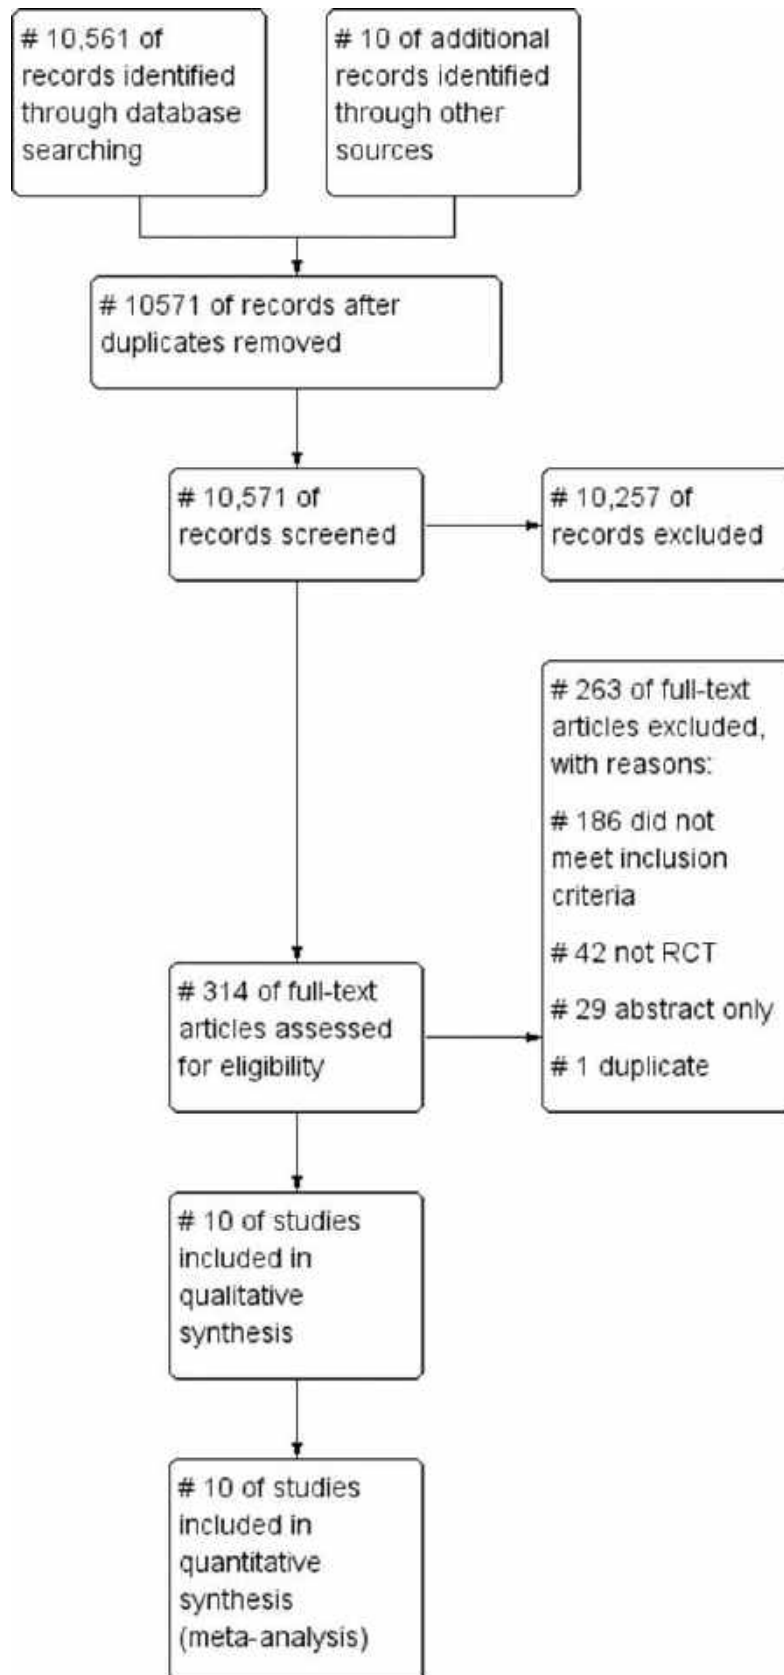 # 10,561 of
records identified
through database
searching
# 10 of additional
records identified
through other
sources
# 10571 of records after
duplicates removed
# 10,571 of
records screened
# 10,257 of
records excluded
# 263 of full-text
articles excluded,
with reasons:
# 186 did not
meet inclusion
criteria
# 42 not RCT
# 29 abstract only
# 1 duplicate
# 314 of full-text
articles assessed
for eligibility
# 10 of studies
included in
qualitative
synthesis
# 10 of studies
included in
quantitative
synthesis
(meta-analysis)